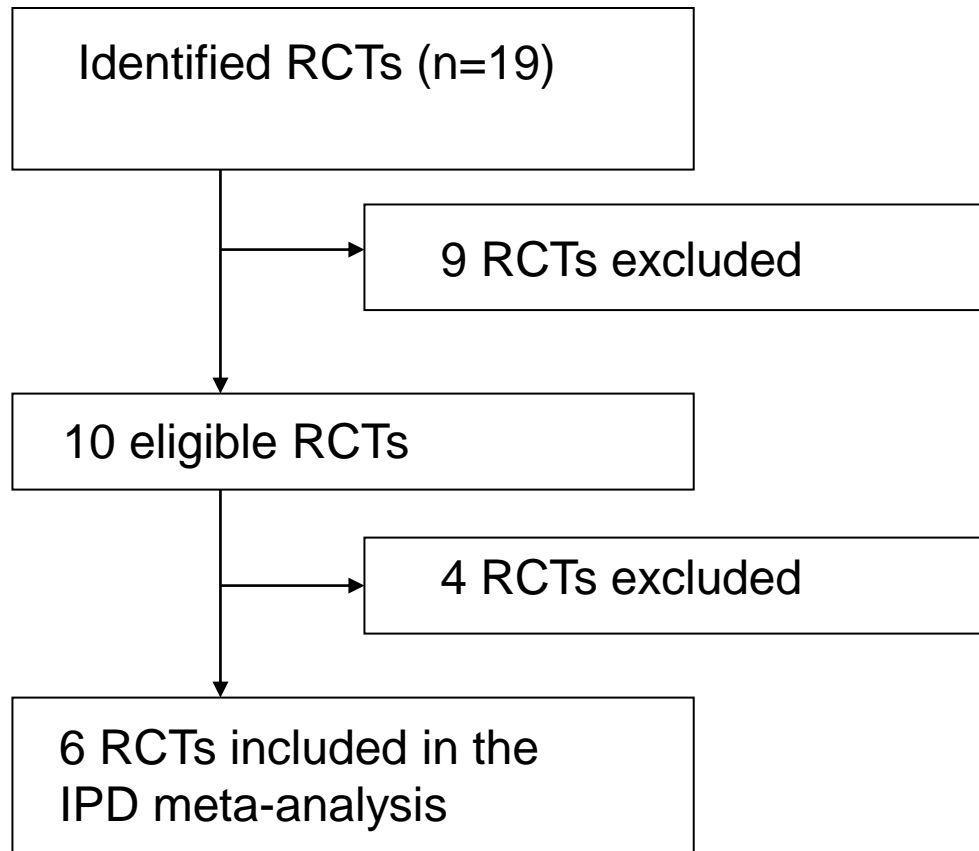 Identified RCTs (n=19)
9 RCTs excluded
10 eligible RCTs
4 RCTs excluded
6 RCTs included in the
IPD meta-analysis